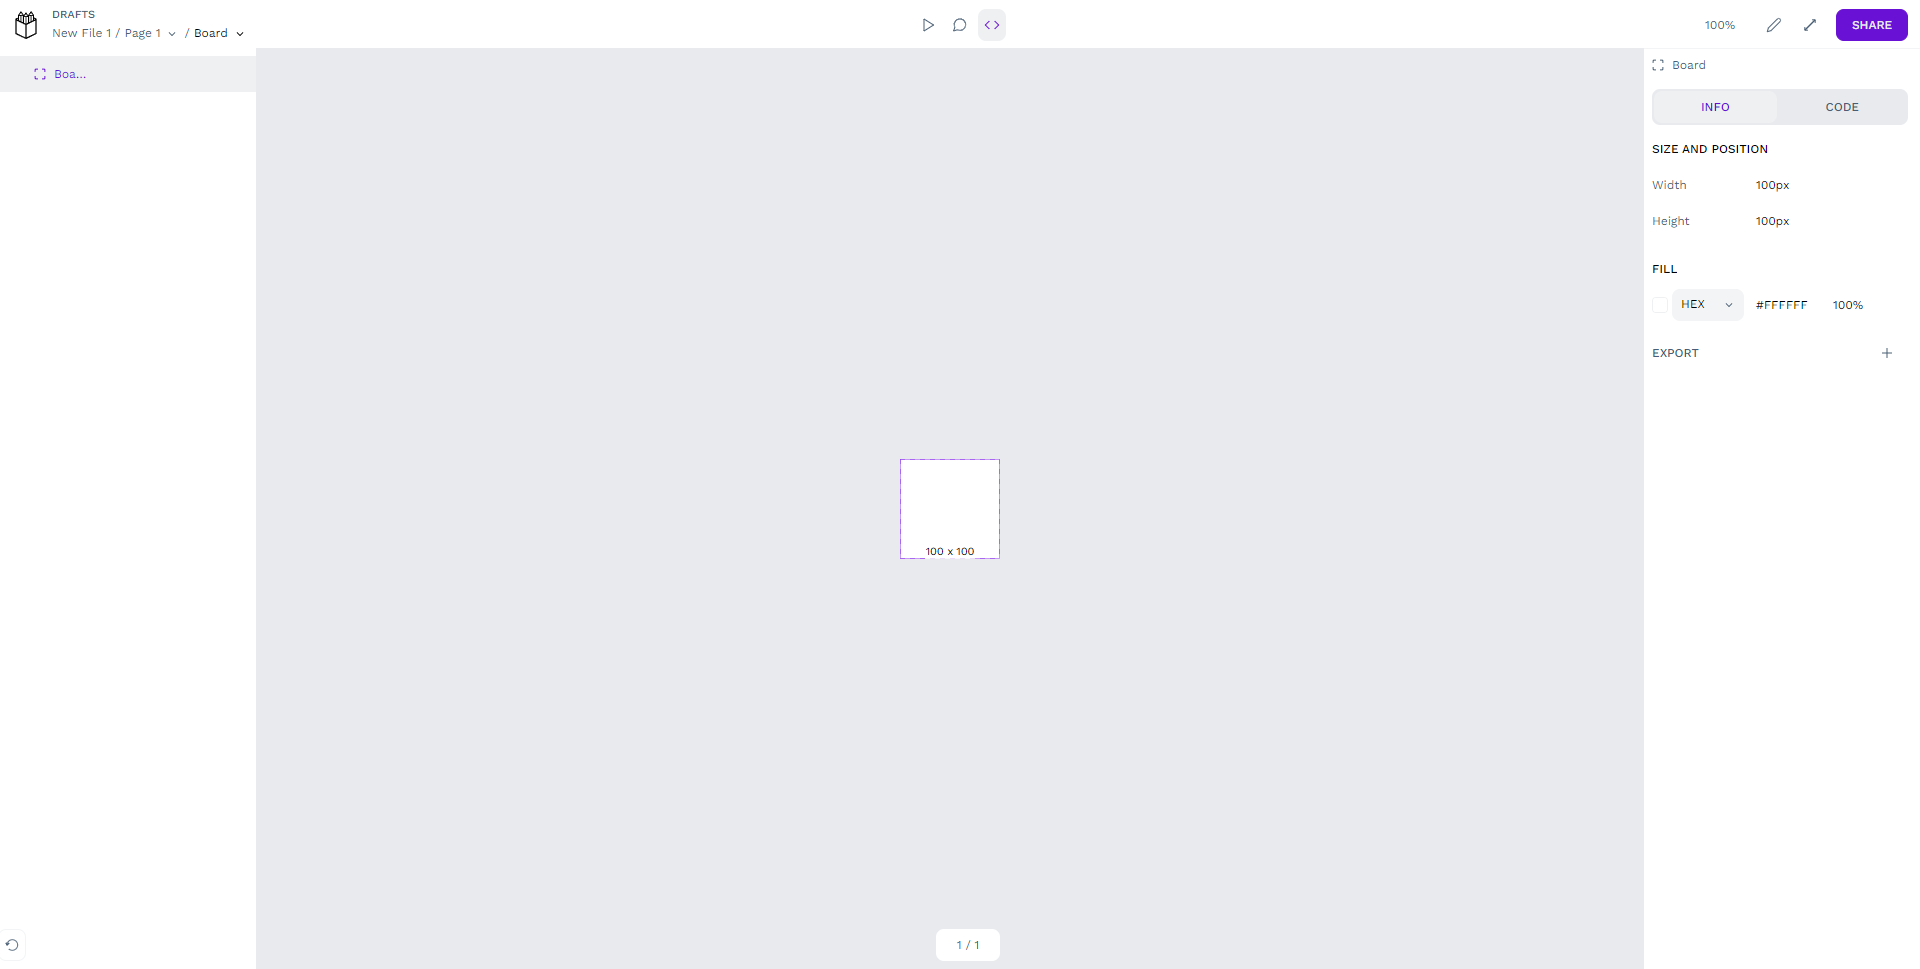 DRAFTS
New File 1 / Page 1 / Board
100%
SHARE
Boa...
Board
INFO CODE
SIZE AND POSITION
Width 100px
Height 100px
FILL
HEX #FFFFFF 100%
EXPORT
100 x 100
1 / 1